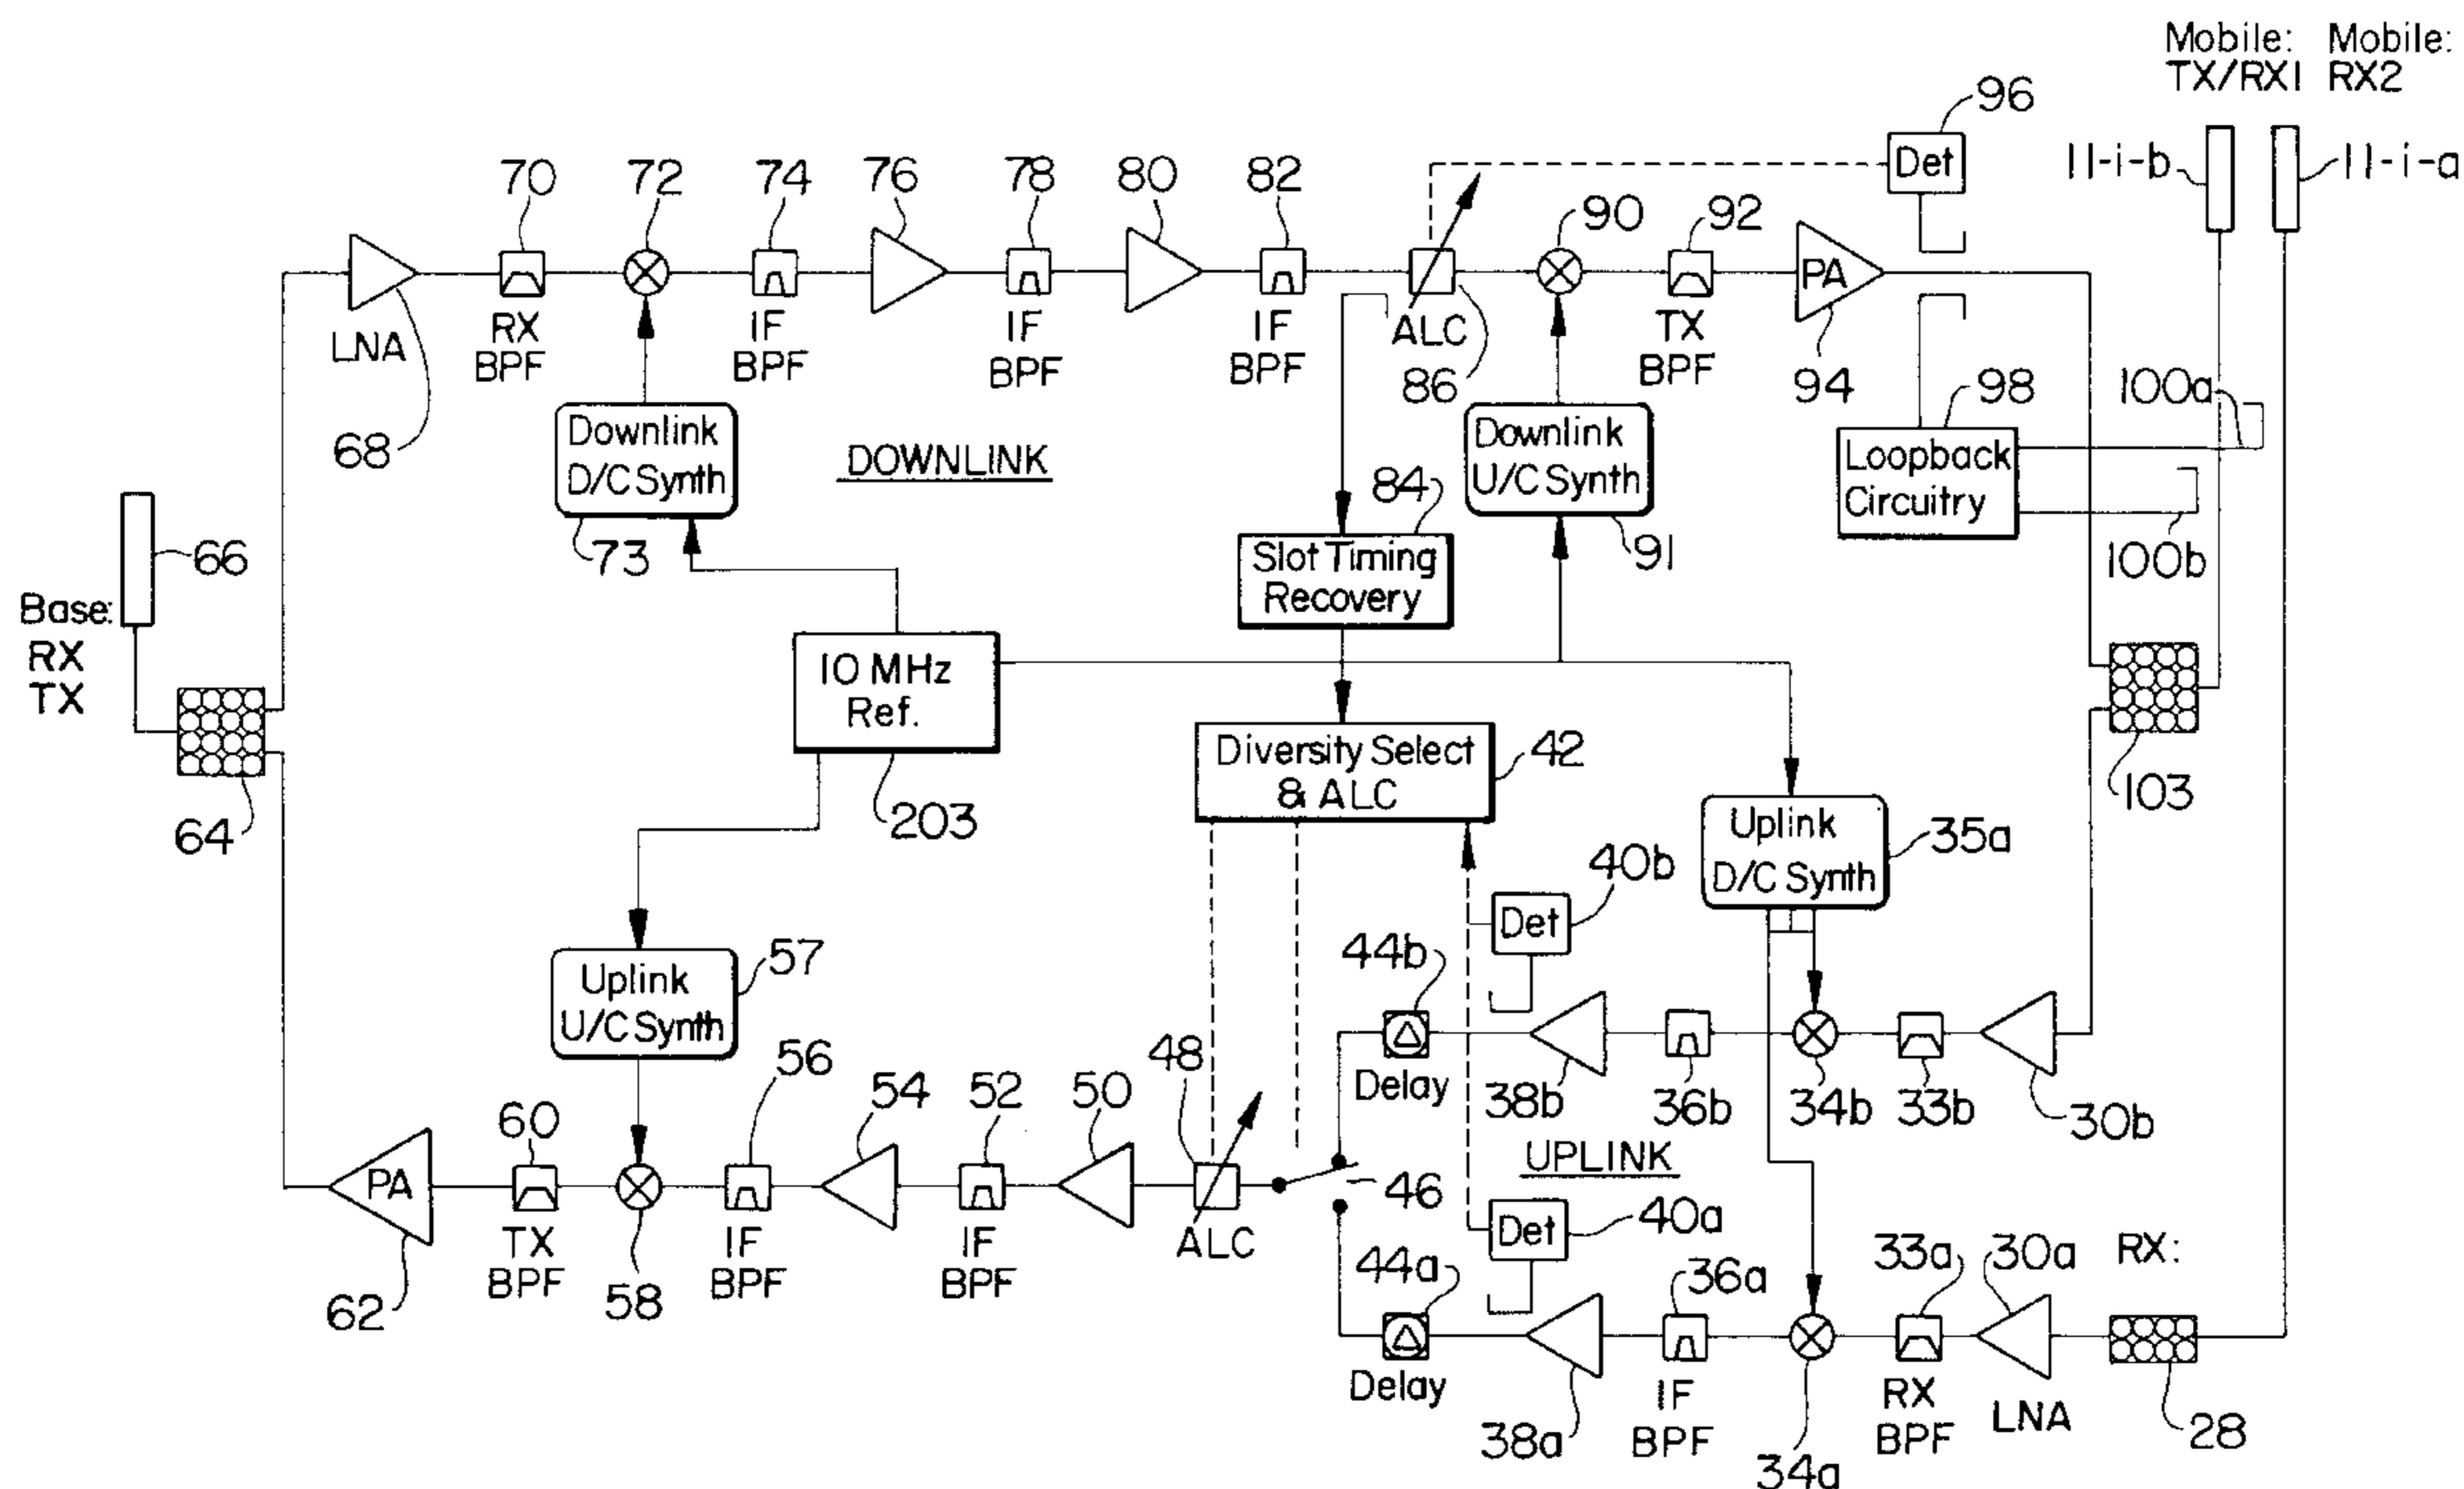 Mobile: Mobile:
TX/RX1 RX2
96
Det
11-i-b
11-i-a
70
72
74
76
78
80
82
90
92
PA
LNA
RX
BPF
IF
BPF
IF
BPF
IF
BPF
ALC
TX
BPF
68
86
94
98
100a
Downlink
D/C Synth
73
DOWNLINK
Downlink
U/C Synth
91
84
Slot Timing
Recovery
Loopback
Circuitry
100b
66
Base:
RX
TX
64
10 MHz
Ref.
203
Diversity Select
& ALC
42
103
Uplink
D/C Synth
35a
40b
Det
44b
Delay
38b
36b
34b
33b
30b
Uplink
U/C Synth
57
60
56
54
52
50
48
46
UPLINK
PA
62
TX
BPF
58
IF
BPF
IF
BPF
ALC
Det
40a
44a
Delay
38a
36a
IF
BPF
34a
33a
RX
BPF
30a
LNA
RX:
28